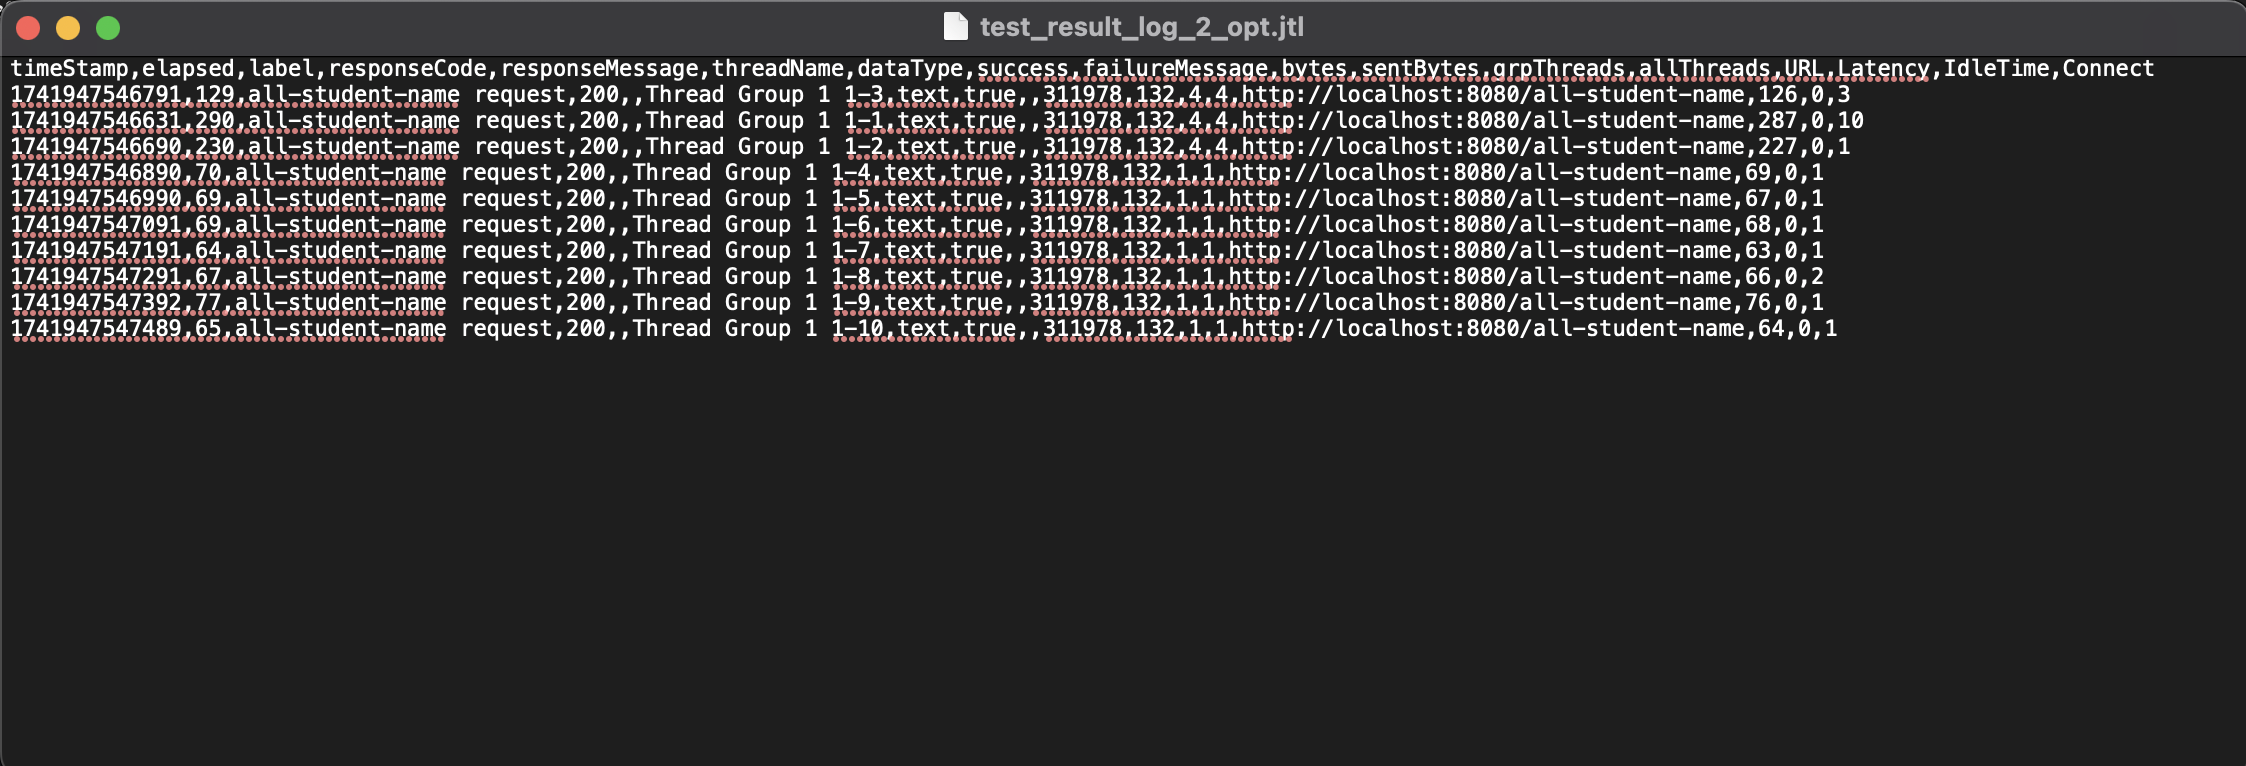 test_result_log_2_opt.jtl
timeStamp,elapsed,label,responseCode,responseMessage,threadName,dataType,success,failureMessage,bytes,sentBytes,grpThreads,allThreads,URL,Latency,IdleTime,Connect
1741947546791,129,all-student-name request,200,,Thread Group 1 1-3,text,true,,311978,132,4,4,http://localhost:8080/all-student-name,126,0,3
1741947546631,290,all-student-name request,200,,Thread Group 1 1-1,text,true,,311978,132,4,4,http://localhost:8080/all-student-name,287,0,10
1741947546690,230,all-student-name request,200,,Thread Group 1 1-2,text,true,,311978,132,4,4,http://localhost:8080/all-student-name,227,0,1
1741947546890,70,all-student-name request,200,,Thread Group 1 1-4,text,true,,311978,132,1,1,http://localhost:8080/all-student-name,69,0,1
1741947546990,69,all-student-name request,200,,Thread Group 1 1-5,text,true,,311978,132,1,1,http://localhost:8080/all-student-name,67,0,1
1741947547091,69,all-student-name request,200,,Thread Group 1 1-6,text,true,,311978,132,1,1,http://localhost:8080/all-student-name,68,0,1
1741947547191,64,all-student-name request,200,,Thread Group 1 1-7,text,true,,311978,132,1,1,http://localhost:8080/all-student-name,63,0,1
1741947547291,67,all-student-name request,200,,Thread Group 1 1-8,text,true,,311978,132,1,1,http://localhost:8080/all-student-name,66,0,2
1741947547392,77,all-student-name request,200,,Thread Group 1 1-9,text,true,,311978,132,1,1,http://localhost:8080/all-student-name,76,0,1
1741947547489,65,all-student-name request,200,,Thread Group 1 1-10,text,true,,311978,132,1,1,http://localhost:8080/all-student-name,64,0,1